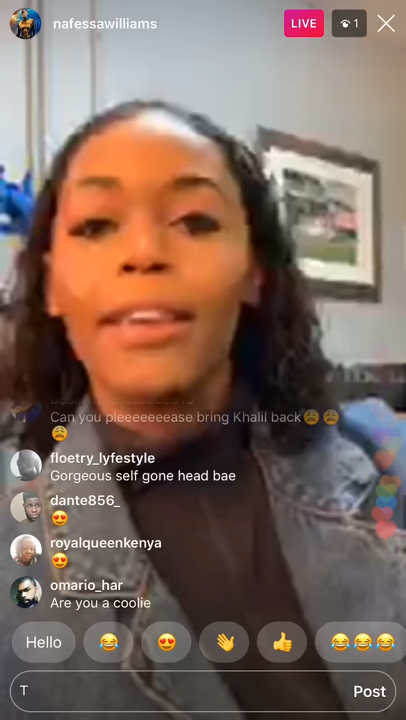 nafessawilliams
LIVE
1
Can you pleeeeeeease bring Khalil back😩😩
😩
floetry_lyfestyle
Gorgeous self gone head bae
dante856_
😍
royalqueenkenya
😍
omario_har
Are you a coolie
Hello 😂 😍 👋 👍 😂😂😂
T
Post